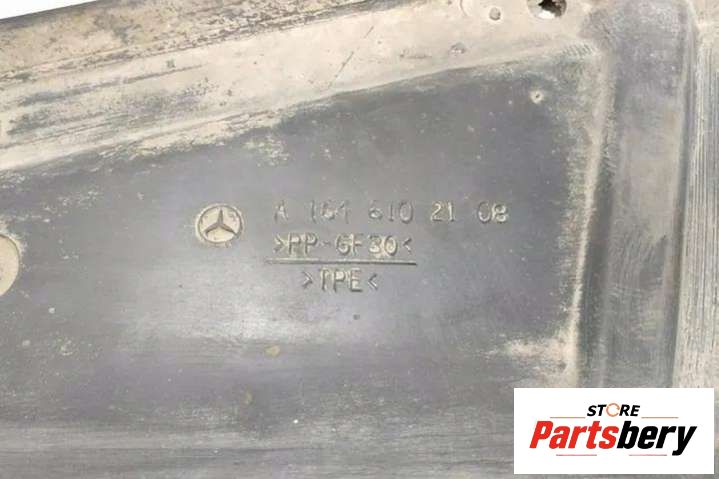 A 164 610 21 08
>PP-GF30<
>TPE<
STORE
Partsbery